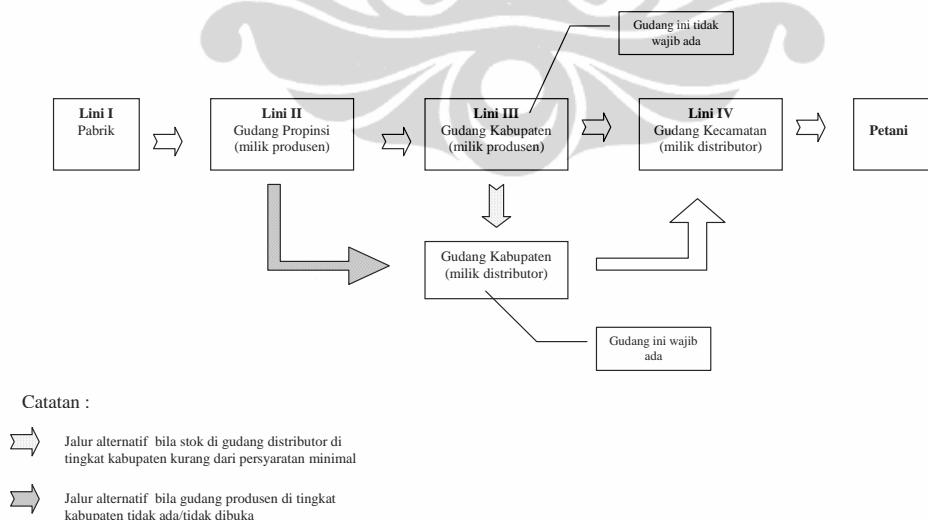 Gudang ini tidak
wajib ada
Lini I
Pabrik
Lini II
Gudang Propinsi
(milik produsen)
Lini III
Gudang Kabupaten
(milik produsen)
Lini IV
Gudang Kecamatan
(milik distributor)
Petani
Gudang Kabupaten
(milik distributor)
Gudang ini wajib
ada
Catatan :
Jalur alternatif bila stok di gudang distributor di
tingkat kabupaten kurang dari persyaratan minimal
Jalur alternatif bila gudang produsen di tingkat
kabupaten tidak ada/tidak dibuka